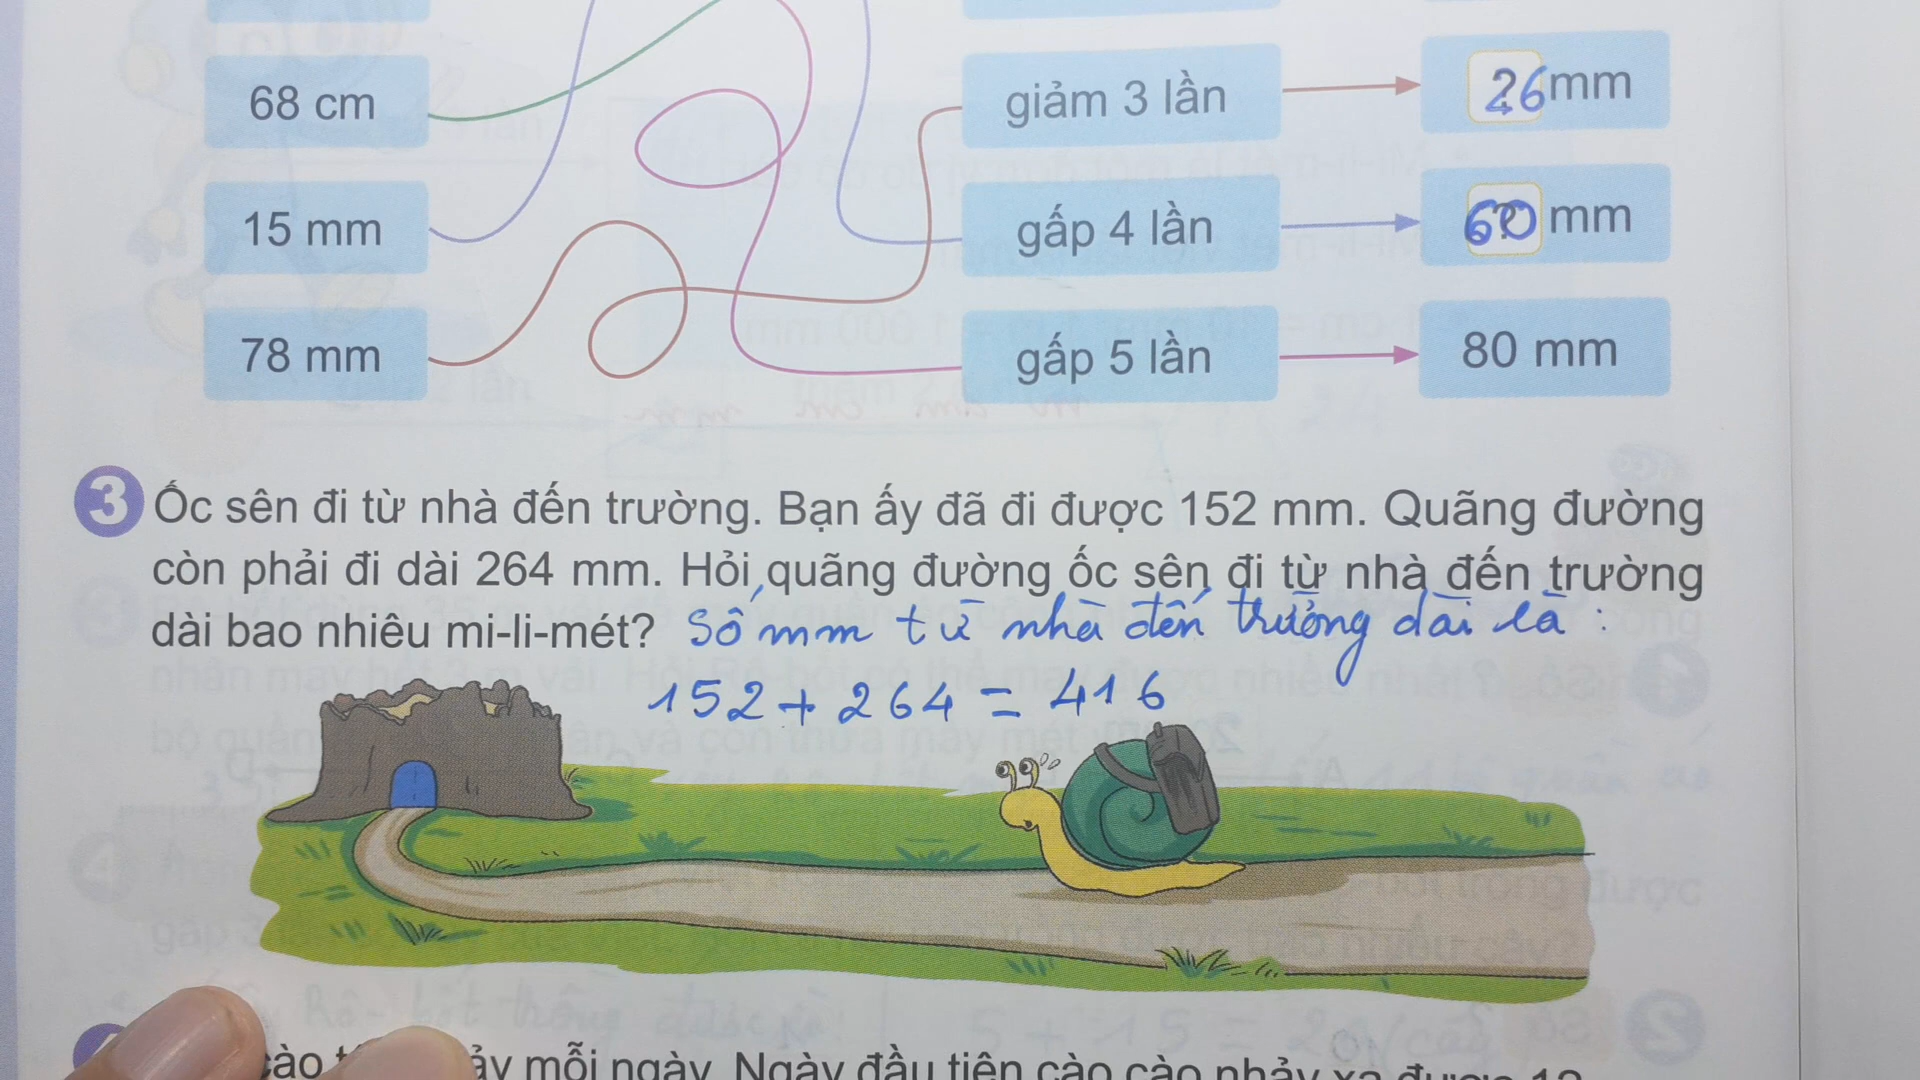 68 cm
giảm 3 lần
26 mm
15 mm
gấp 4 lần
60 mm
78 mm
gấp 5 lần
80 mm
3 Ốc sên đi từ nhà đến trường. Bạn ấy đã đi được 152 mm. Quãng đường
còn phải đi dài 264 mm. Hỏi quãng đường ốc sên đi từ nhà đến trường
dài bao nhiêu mi-li-mét? Số mm từ nhà đến trường dài là :
152 + 264 = 416
cào mỗi ngày. Ngày đầu tiên cào cào nhảy xa được 12